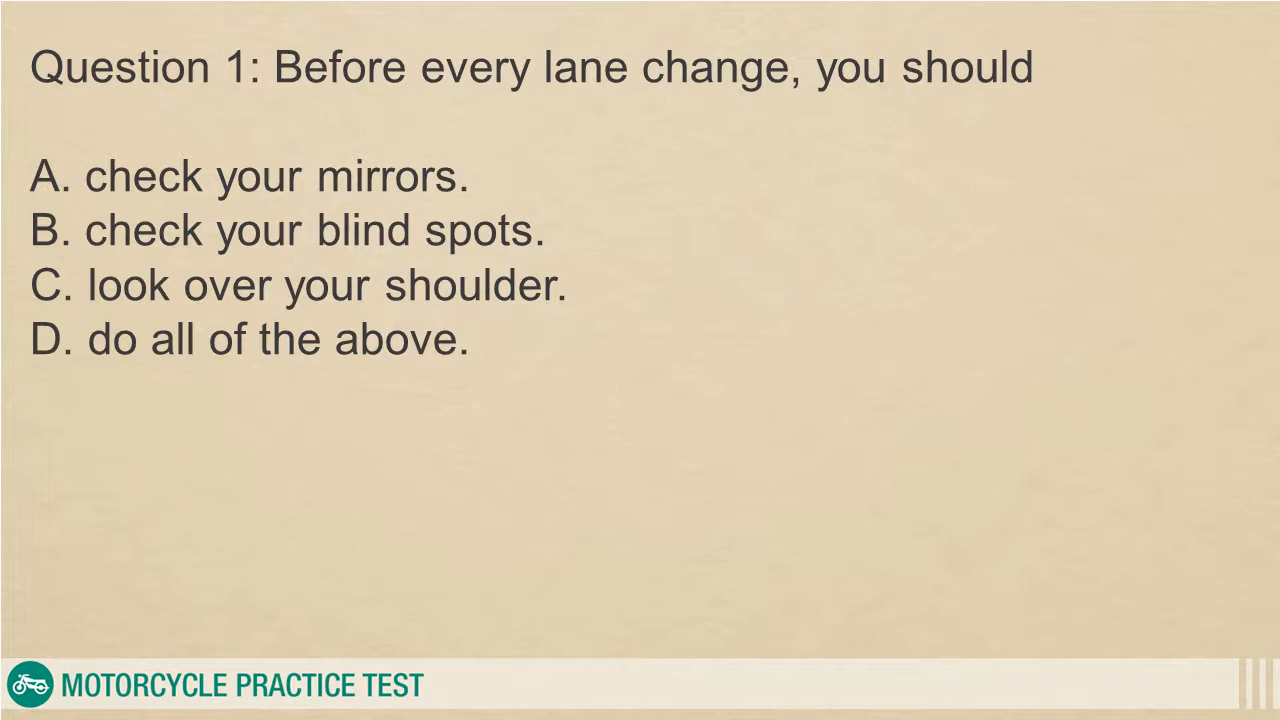 Question 1: Before every lane change, you should
A. check your mirrors.
B. check your blind spots.
C. look over your shoulder.
D. do all of the above.
MOTORCYCLE PRACTICE TEST